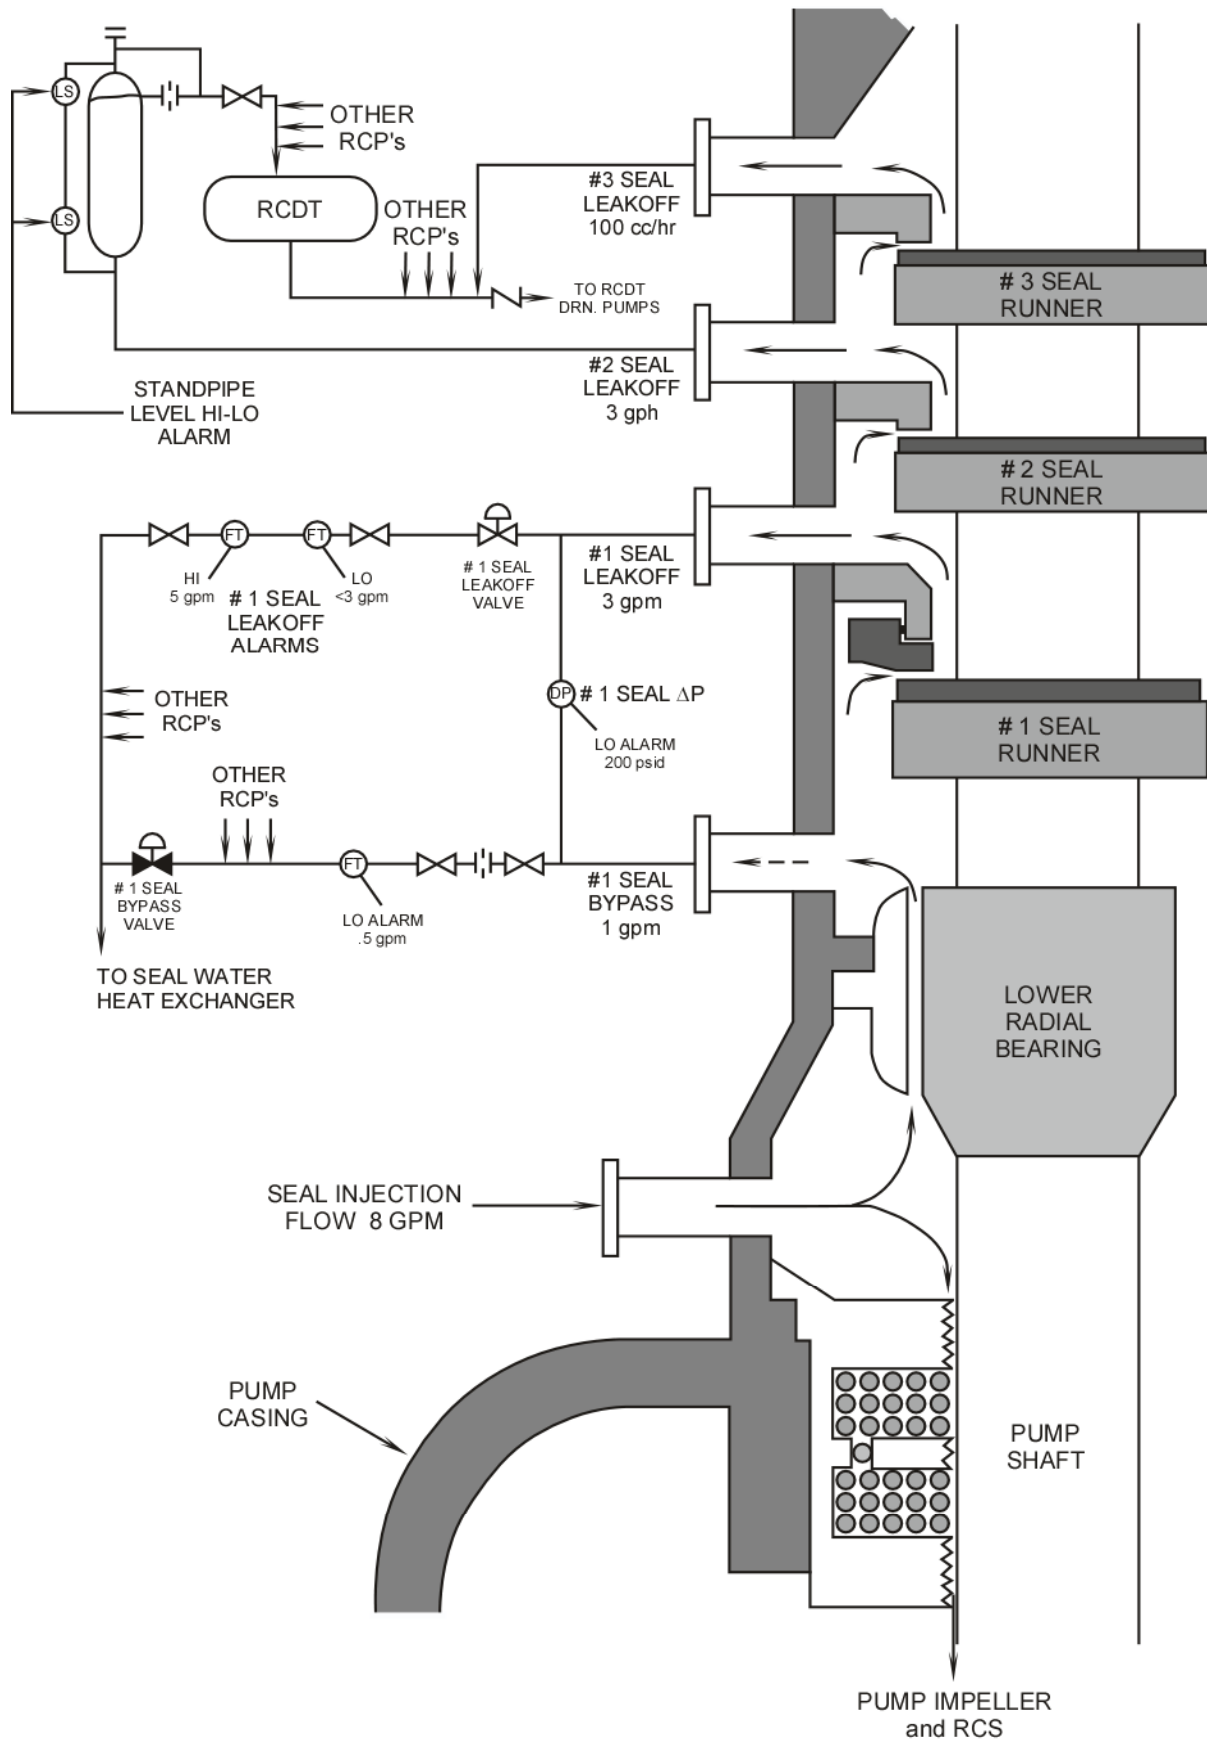 LS
LS
OTHER
RCP's
RCDT
OTHER
RCP's
#3 SEAL
LEAKOFF
100 cc/hr
TO RCDT
DRN. PUMPS
# 3 SEAL
RUNNER
STANDPIPE
LEVEL HI-LO
ALARM
#2 SEAL
LEAKOFF
3 gph
# 2 SEAL
RUNNER
FT
FT
HI
5 gpm
# 1 SEAL
LEAKOFF
ALARMS
LO
<3 gpm
# 1 SEAL
LEAKOFF
VALVE
#1 SEAL
LEAKOFF
3 gpm
OTHER
RCP's
DP
# 1 SEAL ΔP
LO ALARM
200 psid
# 1 SEAL
RUNNER
OTHER
RCP's
FT
# 1 SEAL
BYPASS
VALVE
LO ALARM
.5 gpm
#1 SEAL
BYPASS
1 gpm
TO SEAL WATER
HEAT EXCHANGER
LOWER
RADIAL
BEARING
SEAL INJECTION
FLOW 8 GPM
PUMP
CASING
PUMP
SHAFT
PUMP IMPELLER
and RCS